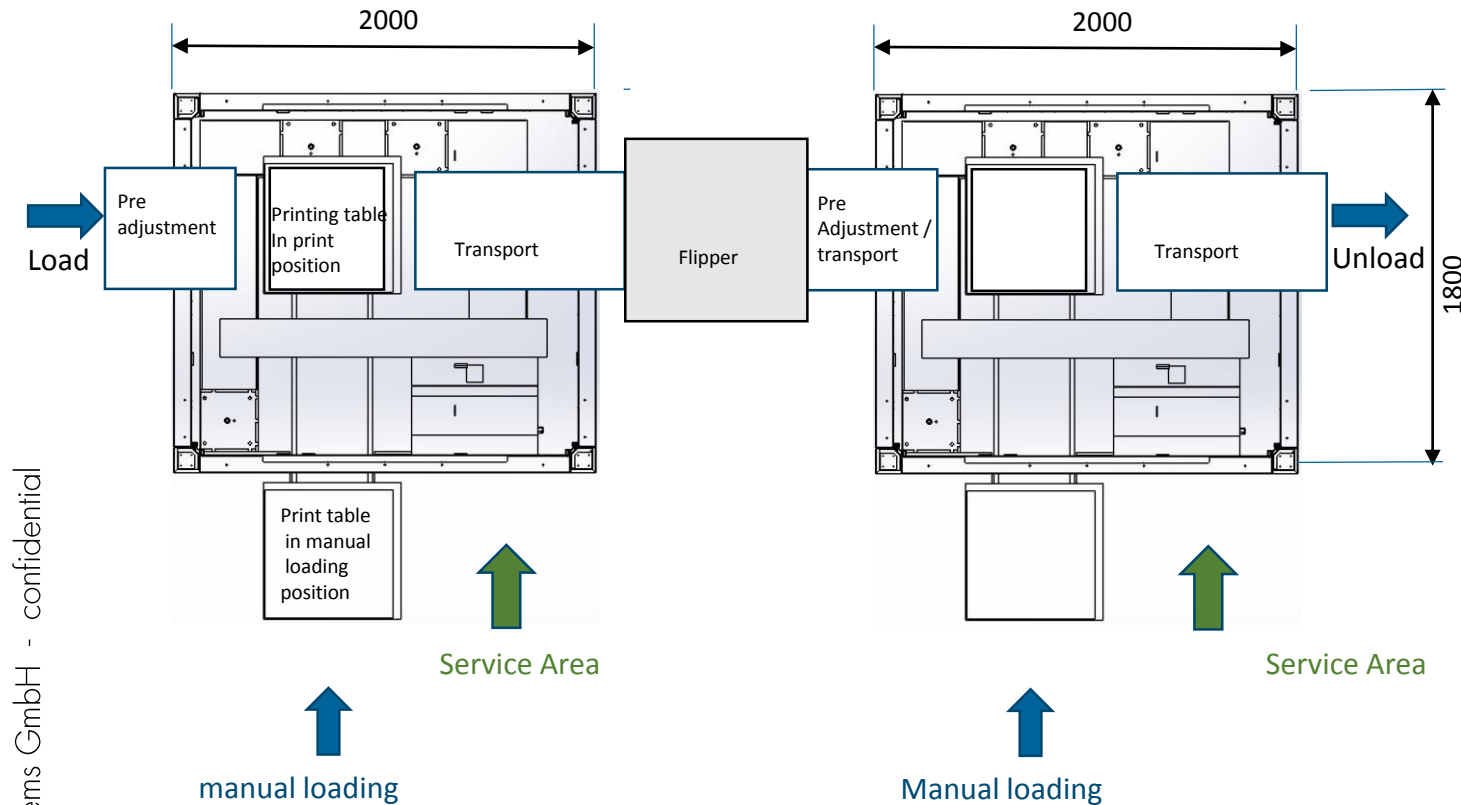 2000
2000
Pre
adjustment
Printing table
In print
position
Transport
Flipper
Pre
Adjustment /
transport
Transport
Load
Unload
1800
Print table
in manual
loading
position
Service Area
Service Area
manual loading
Manual loading
ems GmbH - confidential